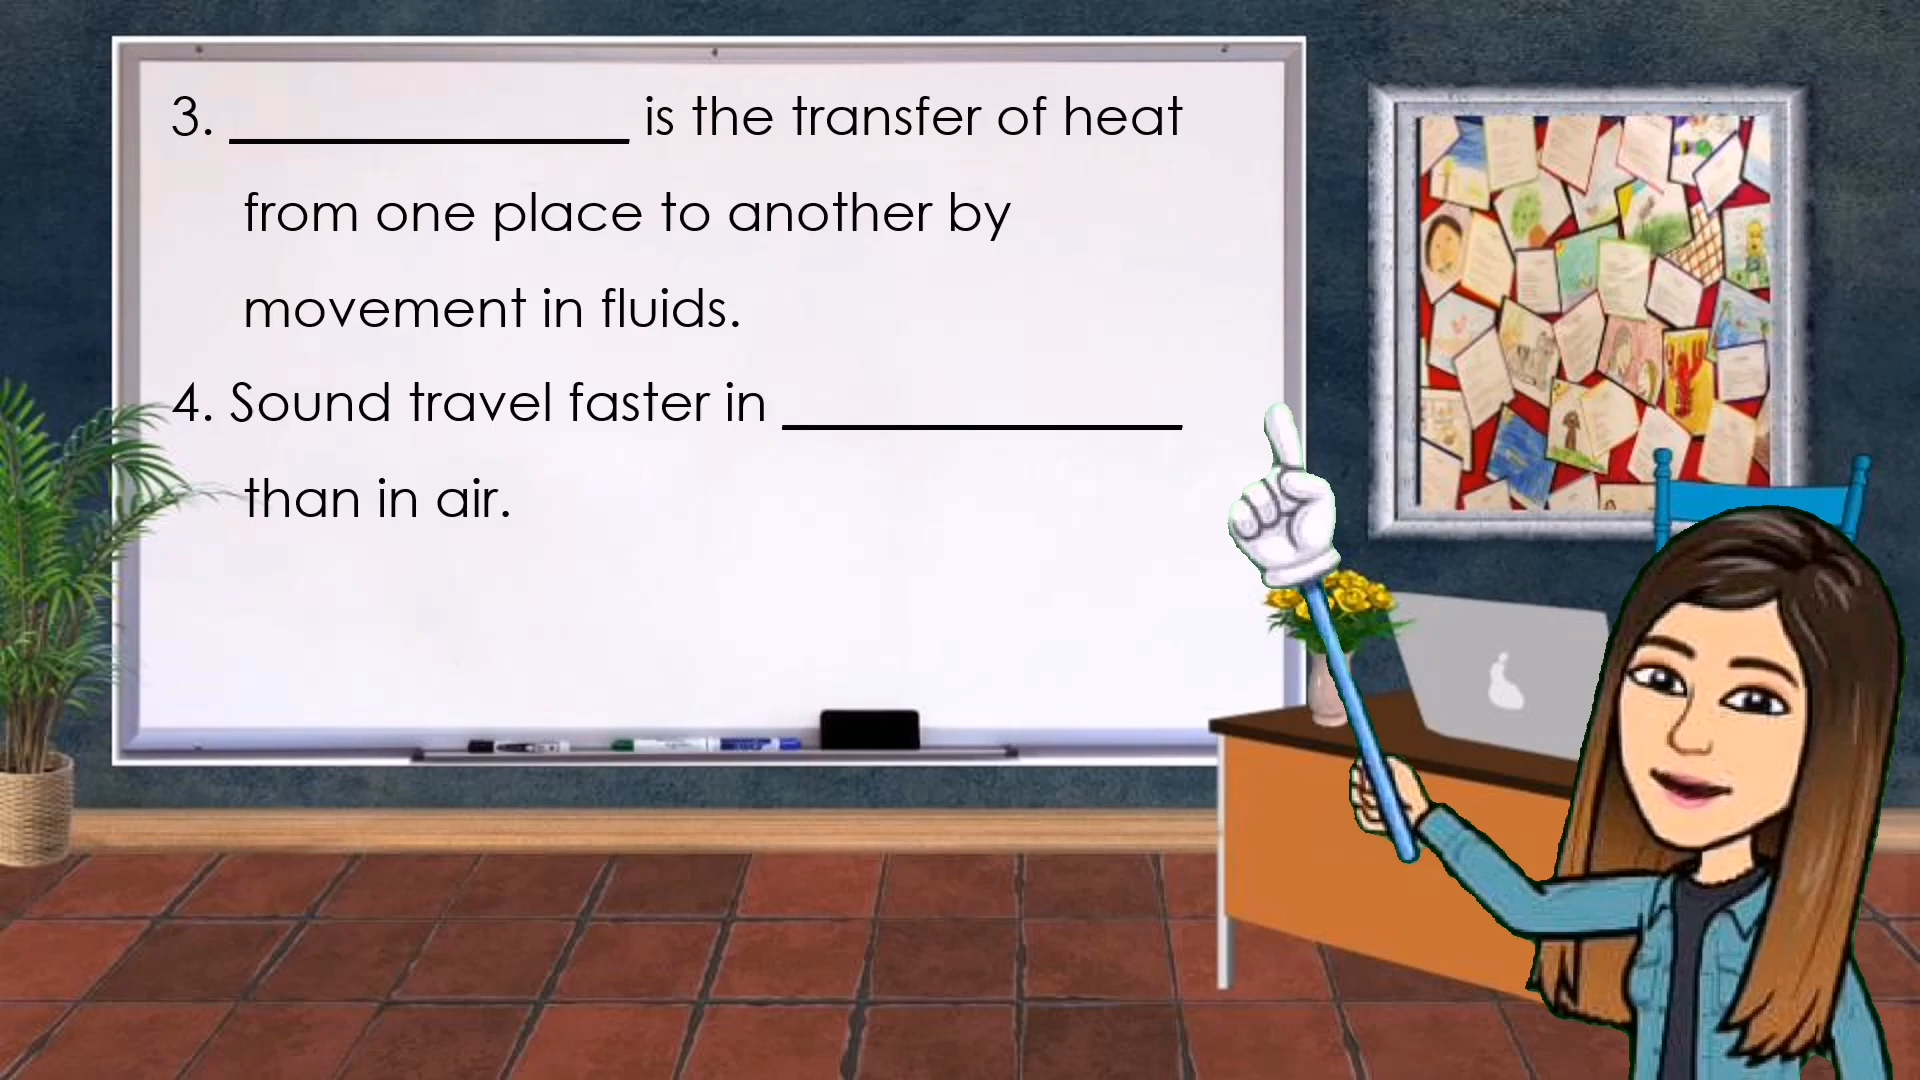 3. ______________ is the transfer of heat
from one place to another by
movement in fluids.
4. Sound travel faster in ______________
than in air.